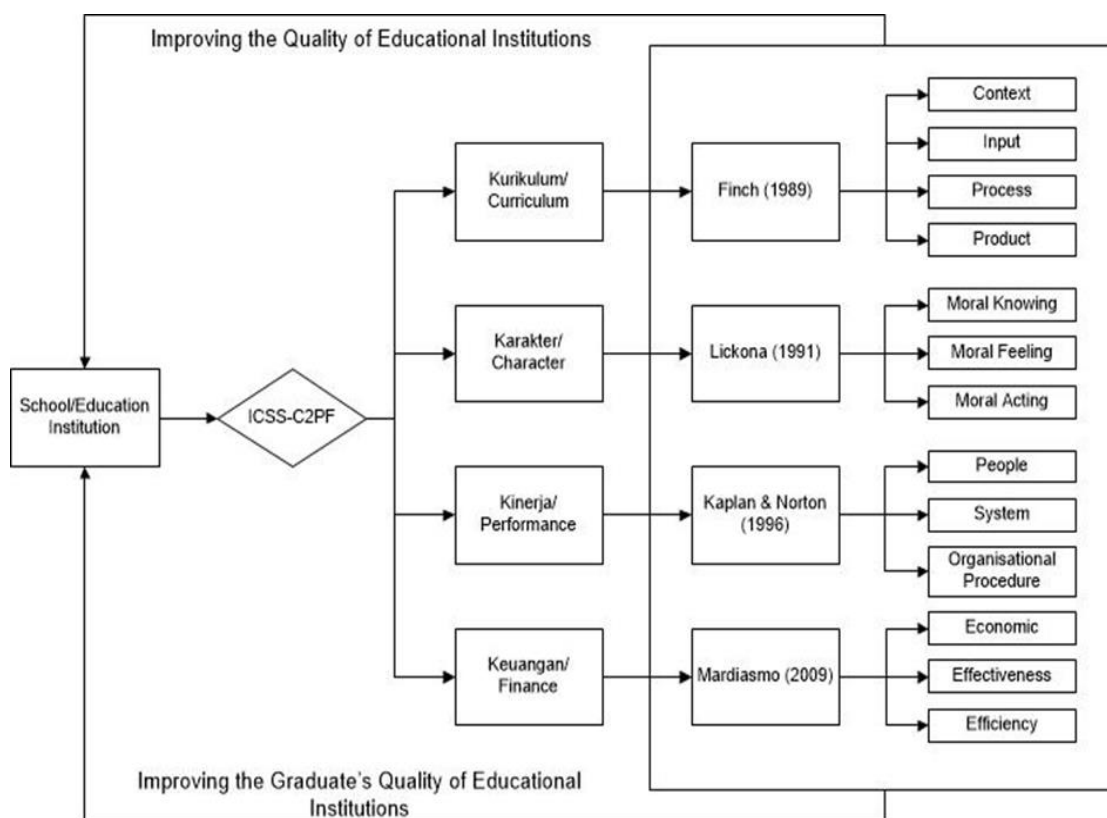 Improving the Quality of Educational Institutions
Context
Input
Kurikulum/
Curriculum
Finch (1989)
Process
Product
Moral Knowing
Karakter/
Character
Lickona (1991)
Moral Feeling
Moral Acting
School/Education
Institution
ICSS-C2PF
People
Kinerja/
Performance
Kaplan & Norton
(1996)
System
Organisational
Procedure
Economic
Keuangan/
Finance
Mardiasmo (2009)
Effectiveness
Efficiency
Improving the Graduate's Quality of Educational
Institutions